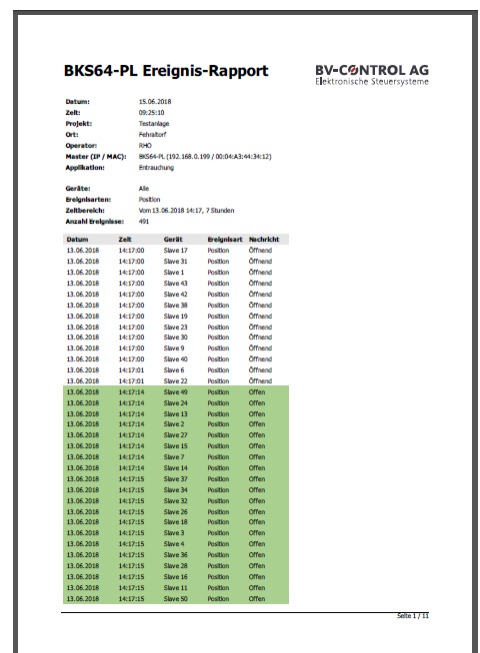 BKS64-PL Ereignis-Rapport
BV-CONTROL AG
Elektronische Steuersysteme
Datum: 15.06.2018
Zeit: 09:25:10
Projekt: Testanlage
Ort: Fehraltorf
Operator: RHO
Master (IP / MAC): BKS64-PL (192.168.0.199 / 00:04:A3:44:34:12)
Applikation: Entrauchung
Geräte: Alle
Ereignisarten: Position
Zeitbereich: Vom 13.06.2018 14:17, 7 Stunden
Anzahl Ereignisse: 491
Datum Zeit Gerät Ereignisart Nachricht
13.06.2018 14:17:00 Slave 17 Position Öffnend
13.06.2018 14:17:00 Slave 31 Position Öffnend
13.06.2018 14:17:00 Slave 1 Position Öffnend
13.06.2018 14:17:00 Slave 43 Position Öffnend
13.06.2018 14:17:00 Slave 42 Position Öffnend
13.06.2018 14:17:00 Slave 38 Position Öffnend
13.06.2018 14:17:00 Slave 19 Position Öffnend
13.06.2018 14:17:00 Slave 23 Position Öffnend
13.06.2018 14:17:00 Slave 30 Position Öffnend
13.06.2018 14:17:00 Slave 9 Position Öffnend
13.06.2018 14:17:00 Slave 40 Position Öffnend
13.06.2018 14:17:01 Slave 6 Position Öffnend
13.06.2018 14:17:01 Slave 22 Position Öffnend
13.06.2018 14:17:14 Slave 49 Position Offen
13.06.2018 14:17:14 Slave 24 Position Offen
13.06.2018 14:17:14 Slave 13 Position Offen
13.06.2018 14:17:14 Slave 2 Position Offen
13.06.2018 14:17:14 Slave 27 Position Offen
13.06.2018 14:17:14 Slave 15 Position Offen
13.06.2018 14:17:14 Slave 7 Position Offen
13.06.2018 14:17:14 Slave 14 Position Offen
13.06.2018 14:17:15 Slave 37 Position Offen
13.06.2018 14:17:15 Slave 34 Position Offen
13.06.2018 14:17:15 Slave 32 Position Offen
13.06.2018 14:17:15 Slave 26 Position Offen
13.06.2018 14:17:15 Slave 18 Position Offen
13.06.2018 14:17:15 Slave 3 Position Offen
13.06.2018 14:17:15 Slave 4 Position Offen
13.06.2018 14:17:15 Slave 36 Position Offen
13.06.2018 14:17:15 Slave 28 Position Offen
13.06.2018 14:17:15 Slave 16 Position Offen
13.06.2018 14:17:15 Slave 11 Position Offen
13.06.2018 14:17:15 Slave 50 Position Offen
Seite 1 / 11